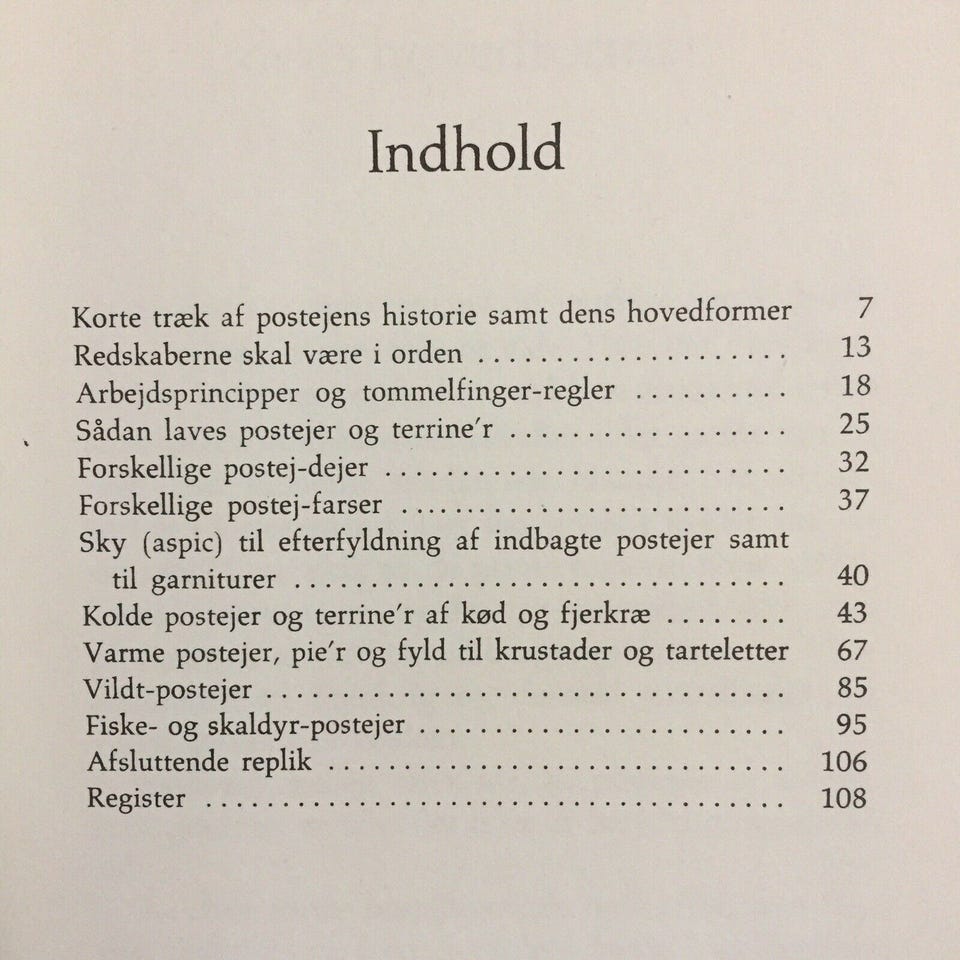 Indhold
Korte træk af postejens historie samt dens hovedformer 7
Redskaberne skal være i orden ..................... 13
Arbejdsprincipper og tommelfinger-regler .......... 18
Sådan laves postejer og terrine'r ................... 25
Forskellige postej-dejer ........................... 32
Forskellige postej-farser .......................... 37
Sky (aspic) til efterfyldning af indbagte postejer samt
til garniturer ................................. 40
Kolde postejer og terrine'r af kød og fjerkræ ........ 43
Varme postejer, pie'r og fyld til krustader og tarteletter 67
Vildt-postejer ................................... 85
Fiske- og skaldyr-postejer ......................... 95
Afsluttende replik ............................... 106
Register ....................................... 108